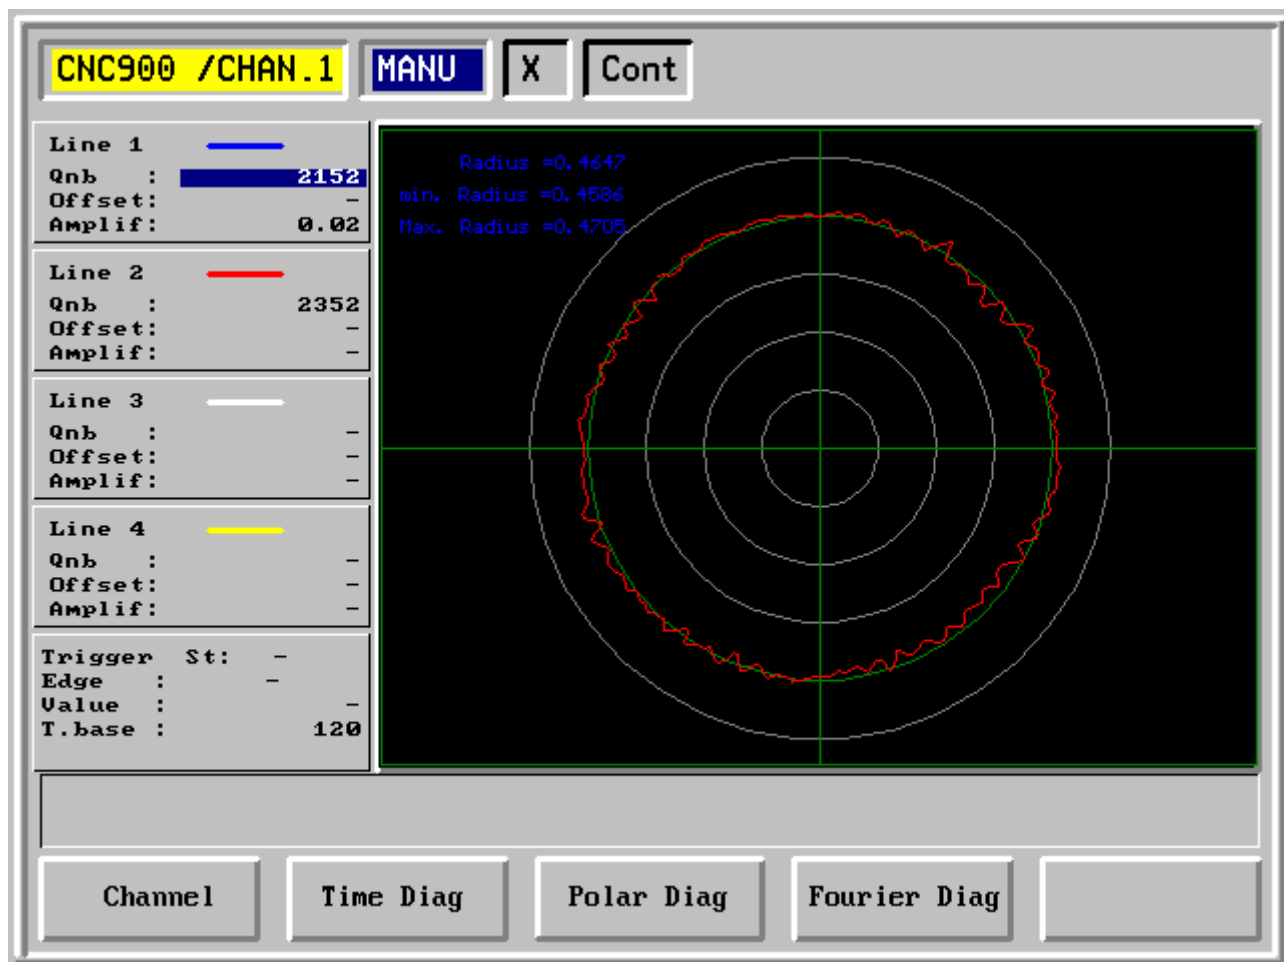 CNC900 /CHAN.1 MANU X Cont
Line 1
Qnb : 2152
Offset: -
Amplif: 0.02
Line 2
Qnb : 2352
Offset: -
Amplif: -
Line 3
Qnb : -
Offset: -
Amplif: -
Line 4
Qnb : -
Offset: -
Amplif: -
Trigger St: -
Edge : -
Value : -
T.base : 120
Radius =0.4647
min. Radius =0.4586
Max. Radius =0.4705
Channel
Time Diag
Polar Diag
Fourier Diag